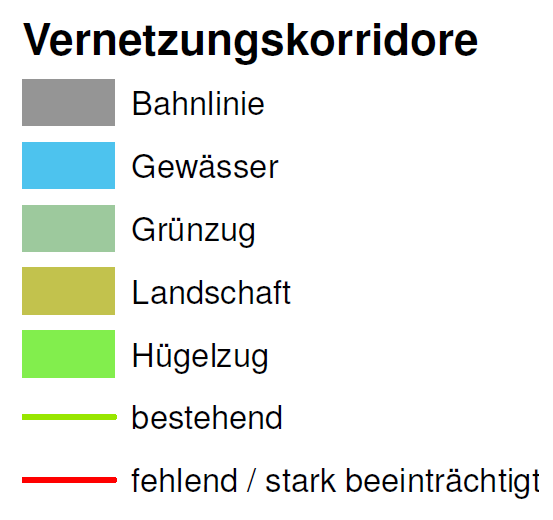 Vernetzungskorridore
Bahnlinie
Gewässer
Grünzug
Landschaft
Hügelzug
bestehend
fehlend / stark beeinträchtigt